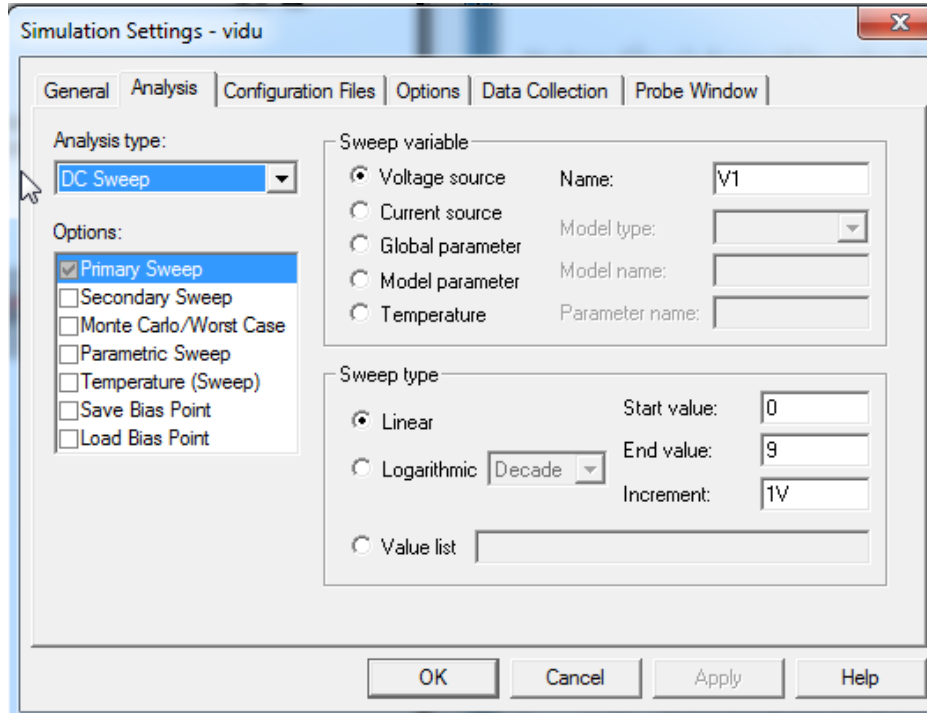 Simulation Settings - vidu
General Analysis Configuration Files Options Data Collection Probe Window
Analysis type:
DC Sweep
Options:
Primary Sweep
Secondary Sweep
Monte Carlo/Worst Case
Parametric Sweep
Temperature (Sweep)
Save Bias Point
Load Bias Point
Sweep variable
Voltage source
Current source
Global parameter
Model parameter
Temperature
Name: V1
Model type:
Model name:
Parameter name:
Sweep type
Linear
Logarithmic Decade
Value list
Start value: 0
End value: 9
Increment: 1V
OK Cancel Apply Help